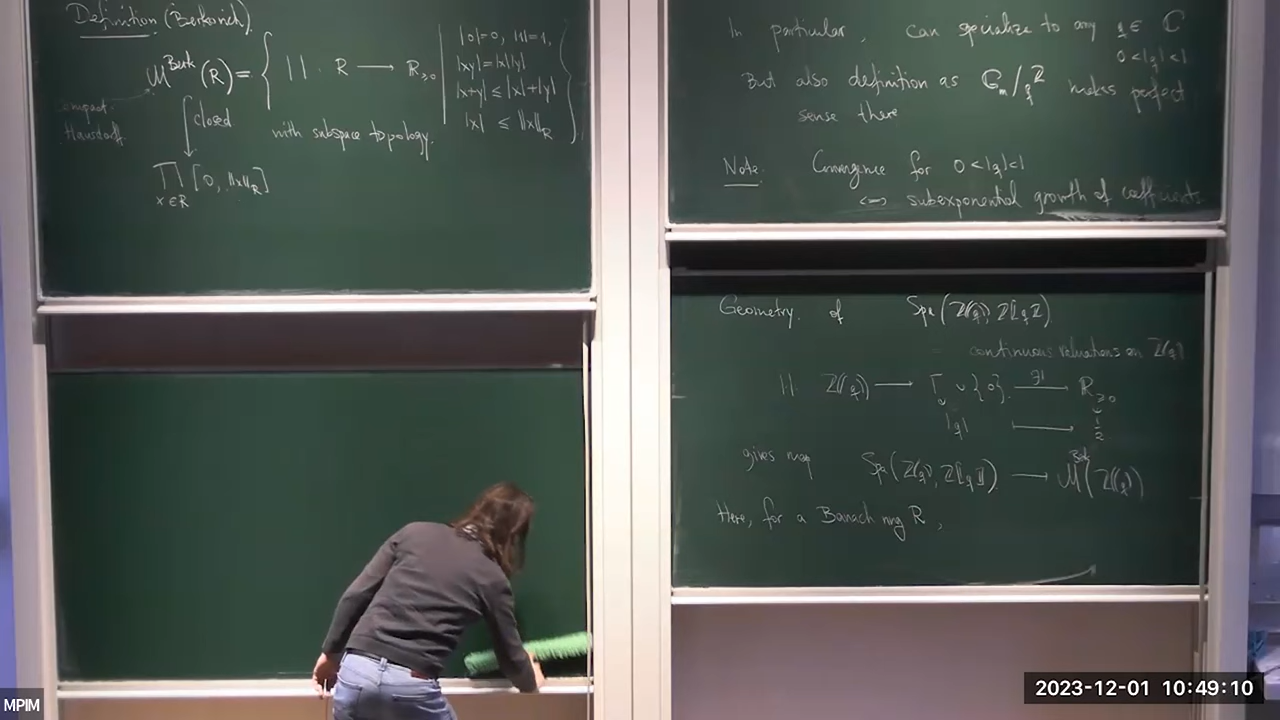 Definition (Berkovich).
M^Berk (R) = { | | : R ⟶ R_≥0 | |0|=0, |1|=1,
|xy|=|x||y|
|x+y| ≤ |x|+|y|
|x| ≤ ||x||_R }
compact
Hausdorff
closed
with subspace topology.
∏ [0, ||x||_R]
x∈R
In particular, can specialize to any q ∈ ℂ
0<|q|<1
But also definition as G_m/q^ℤ makes perfect
sense there
Note: Convergence for 0<|q|<1
⟺ subexponential growth of coefficients
Geometry of Spa(ℤ((q)), ℤ[[q]])
= continuous valuations on ℤ((q))
| |: ℤ((q)) ⟶ Γ ∪ {0} ⟶^{∃!} ℝ_≥0
|q| ⟼ 1/2
gives map Spa(ℤ((q)), ℤ[[q]]) ⟶ M^Berk(ℤ((q)))
Here, for a Banach ring R,
MPIM
2023-12-01 10:49:10